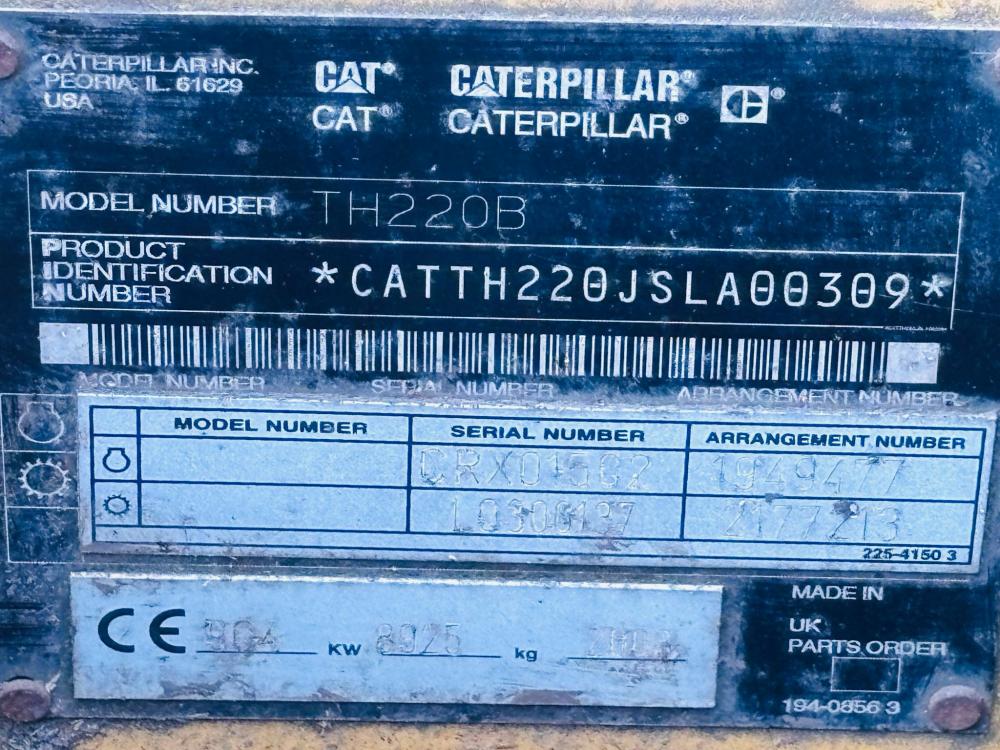 CATERPILLAR INC.
PEORIA, IL. 61629
USA
CAT® CATERPILLAR®
CAT® CATERPILLAR®
MODEL NUMBER TH220B
PRODUCT
IDENTIFICATION
NUMBER
*CATTH220JSLA00309*
MODEL NUMBER SERIAL NUMBER ARRANGEMENT NUMBER
MODEL NUMBER SERIAL NUMBER ARRANGEMENT NUMBER
1949477
2177213
225-4150 3
CE KW 8925 kg
MADE IN
UK
PARTS ORDER
194-0856 3